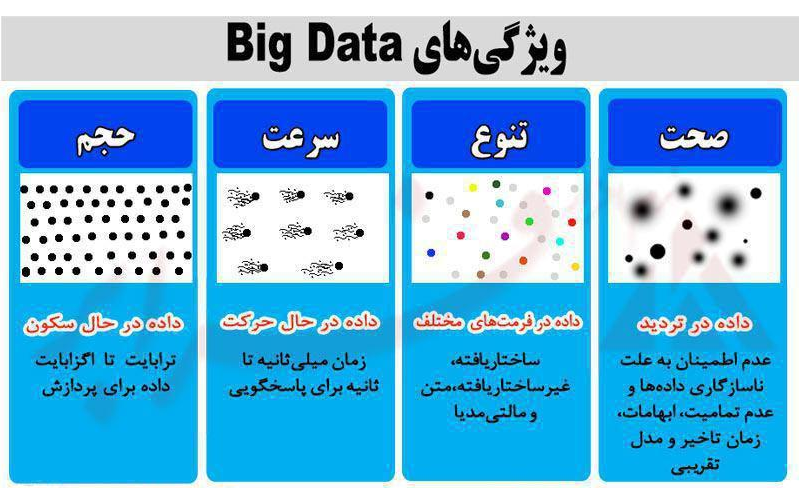 ویژگی‌های Big Data
صحت
داده در تردید
عدم اطمینان به علت
ناسازگاری داده‌ها و
عدم تمامیت، ابهامات،
زمان تاخیر و مدل
تقریبی
تنوع
داده در فرمت‌های مختلف
ساختاریافته،
غیرساختاریافته،متن
و مالتی‌مدیا
سرعت
داده در حال حرکت
زمان میلی‌ثانیه تا
ثانیه برای پاسخگویی
حجم
داده در حال سکون
ترابایت تا اگزابایت
داده برای پردازش